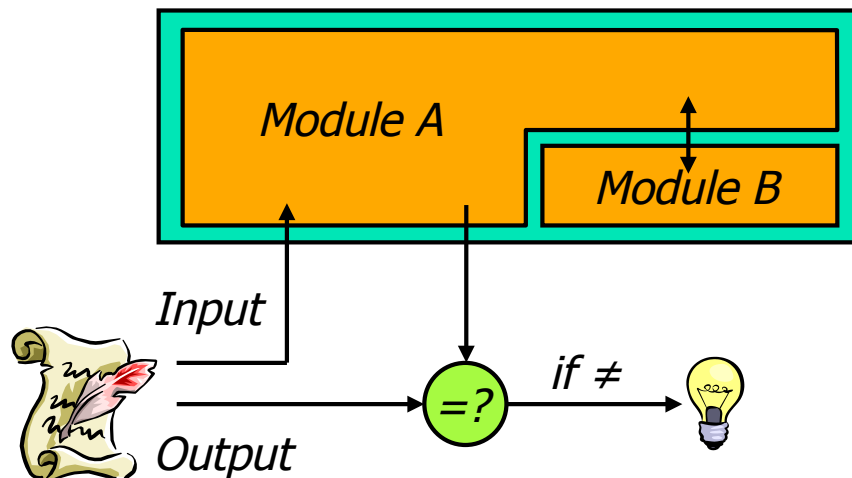 Module A
Module B
Input
if ≠
=?
Output